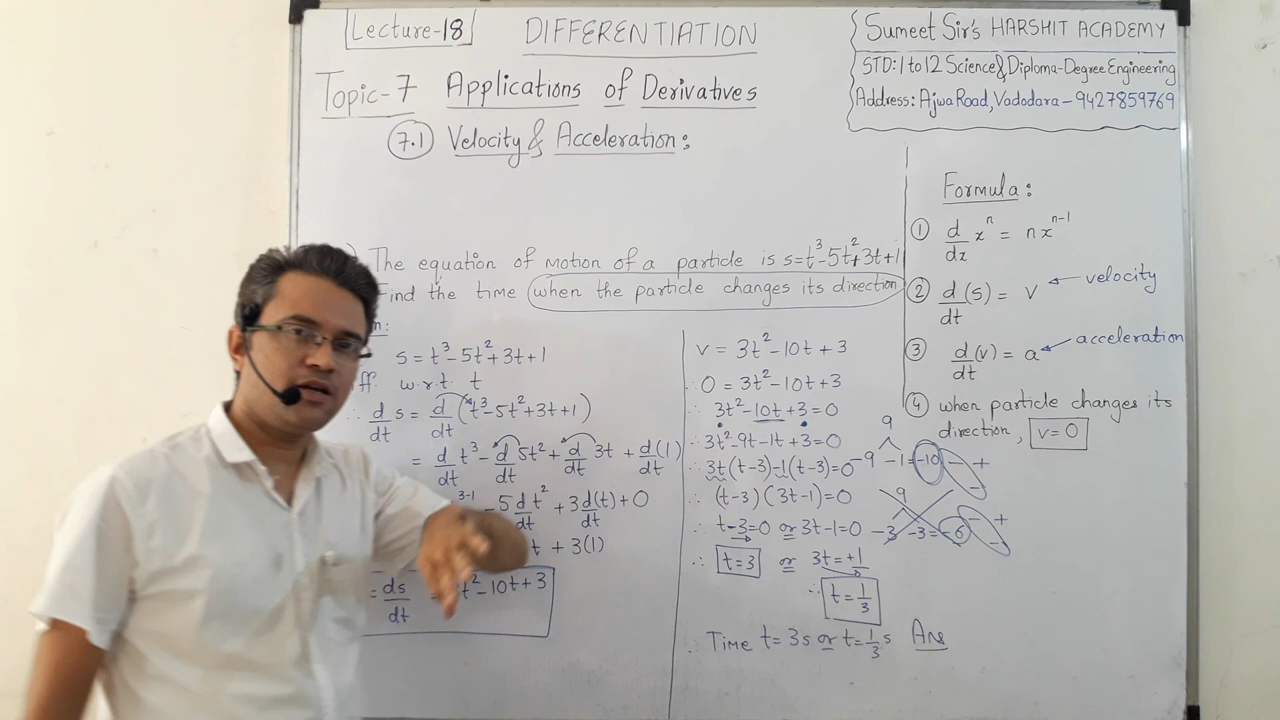 Lecture-18
DIFFERENTIATION
Topic-7 Applications of Derivatives
7.1 Velocity & Acceleration:
Sumeet Sir's HARSHIT ACADEMY
STD: 1 to 12 Science & Diploma-Degree Engineering
Address: Ajwa Road, Vadodara - 9427859769
) The equation of motion of a particle is s=t³-5t²+3t+1
Find the time when the particle changes its direction
n:
s = t³-5t²+3t+1
iff. w.r.t. t
∴ d/dt s = d/dt (t³-5t²+3t+1)
= d/dt t³ - d/dt 5t² + d/dt 3t + d/dt (1)
3-1 - 5 d/dt t² + 3 d/dt (t) + 0
t + 3(1)
= ds/dt = t²-10t+3
v = 3t²-10t+3
∴ 0 = 3t²-10t+3
∴ 3t²-10t+3=0
∴ 3t²-9t-1t+3=0
∴ 3t(t-3)-1(t-3)=0
∴ (t-3)(3t-1)=0
∴ t-3=0 or 3t-1=0
∴ t=3 or 3t=+1
∴ t=1/3
∴ Time t=3s or t=1/3 s Ans
9
-9 -1 = -10 - +
-
9
-3 -3 = -6 - +
-
Formula:
① d/dx xⁿ = nxⁿ⁻¹
② d/dt (s) = v ← velocity
③ d/dt (v) = a ← acceleration
④ when particle changes its
direction, v=0